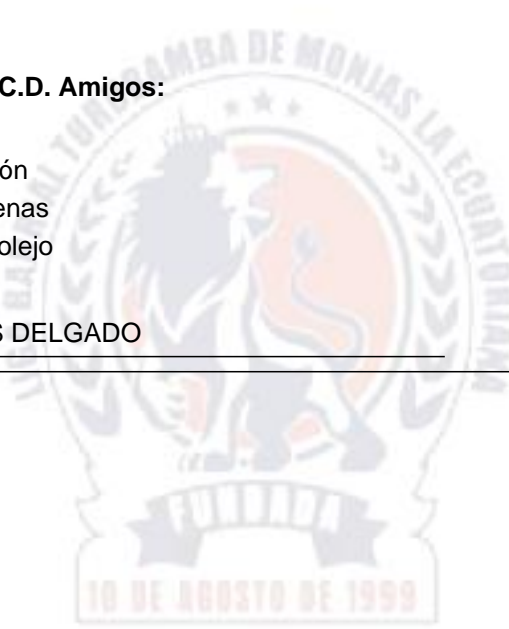 C.D. Amigos:
ón
enas
olejo
S DELGADO
LIGA BARRIAL TURUBAMBA DE MONJAS LA ECUATORIANA
FUNDADA
10 DE AGOSTO DE 1999